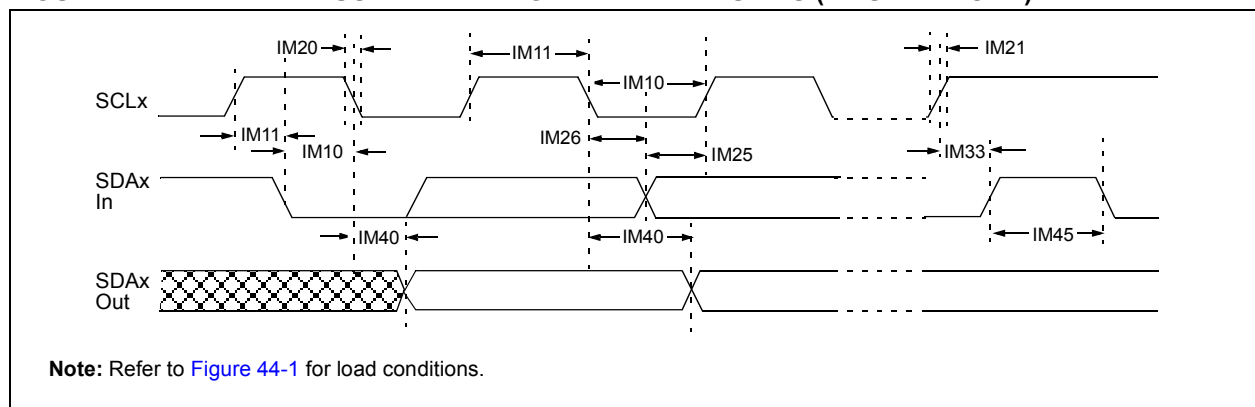 IM20
IM11
IM21
IM10
SCLx
IM11
IM26
IM10
IM25
IM33
SDAx
In
IM40
IM40
IM45
SDAx
Out
Note: Refer to Figure 44-1 for load conditions.